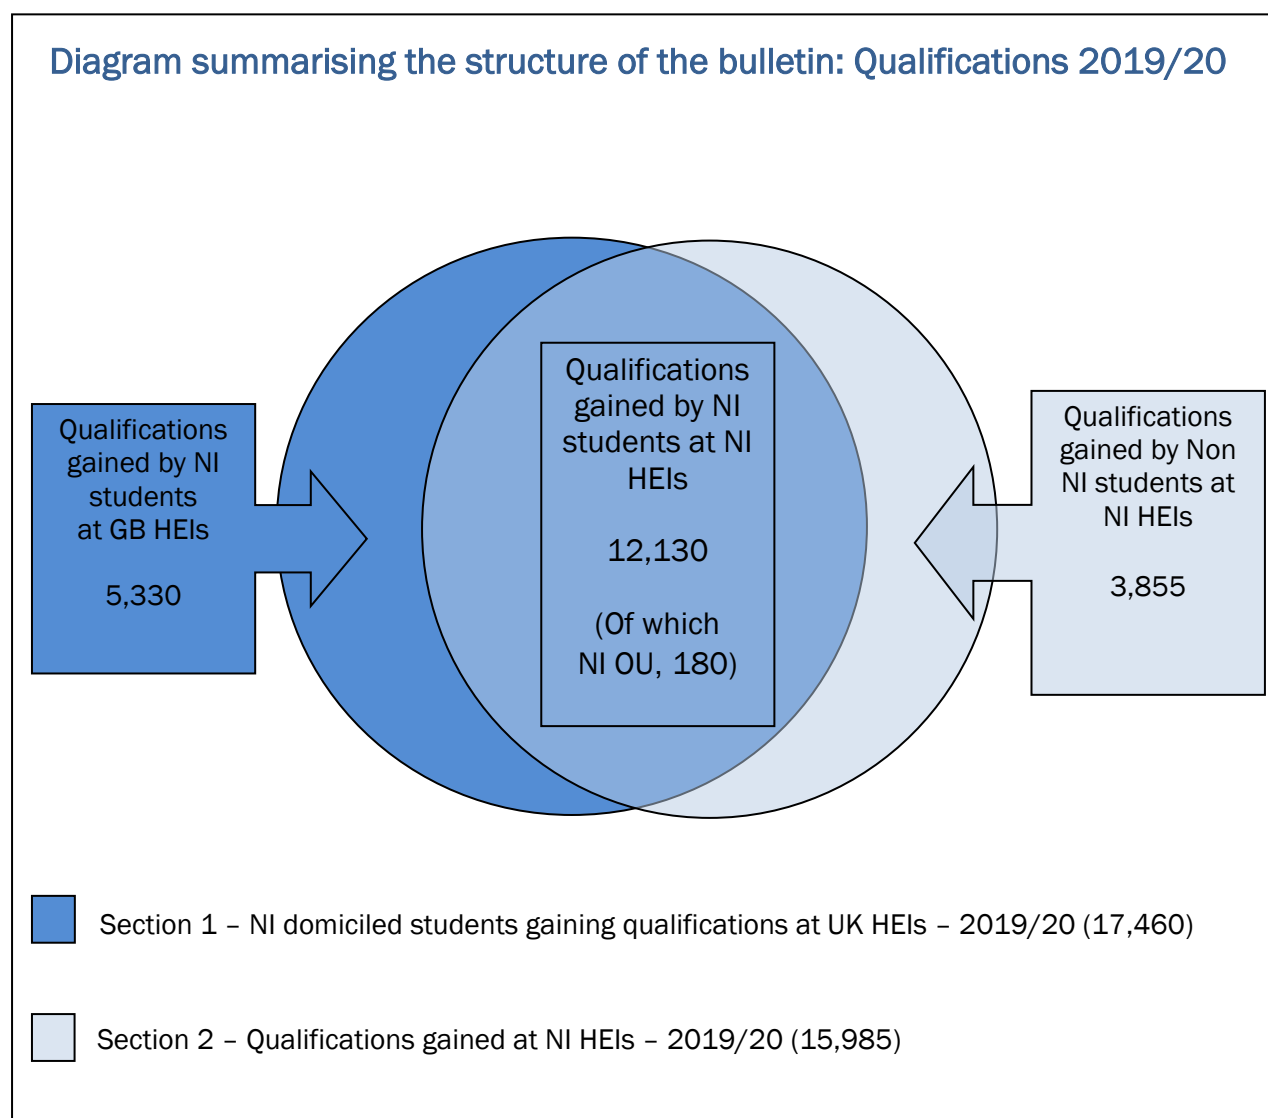 Diagram summarising the structure of the bulletin: Qualifications 2019/20
Qualifications
gained by NI
students
at GB HEIs
5,330
Qualifications
gained by NI
students at NI
HEIs
12,130
(Of which
NI OU, 180)
Qualifications
gained by Non
NI students at
NI HEIs
3,855
Section 1 – NI domiciled students gaining qualifications at UK HEIs – 2019/20 (17,460)
Section 2 – Qualifications gained at NI HEIs – 2019/20 (15,985)